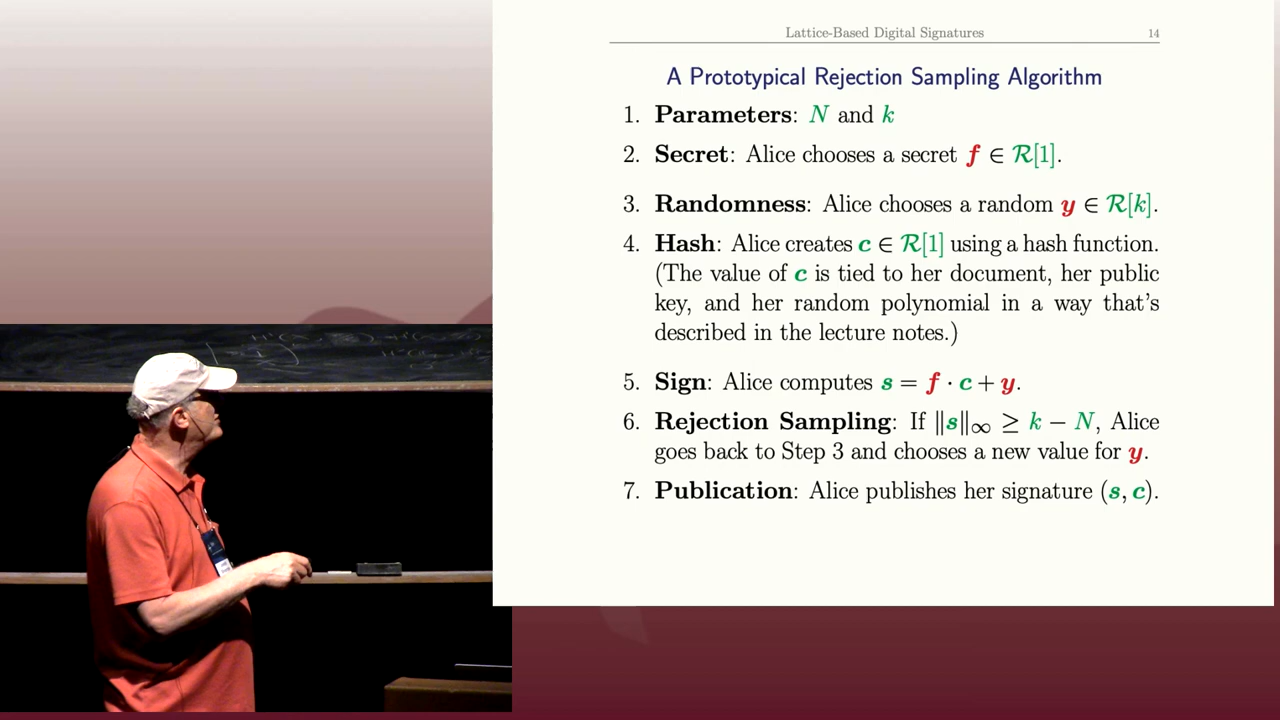 Lattice-Based Digital Signatures 14
A Prototypical Rejection Sampling Algorithm
1. Parameters: N and k
2. Secret: Alice chooses a secret f ∈ ℛ[1].
3. Randomness: Alice chooses a random y ∈ ℛ[k].
4. Hash: Alice creates c ∈ ℛ[1] using a hash function.
(The value of c is tied to her document, her public
key, and her random polynomial in a way that's
described in the lecture notes.)
5. Sign: Alice computes s = f · c + y.
6. Rejection Sampling: If ‖s‖∞ ≥ k − N, Alice
goes back to Step 3 and chooses a new value for y.
7. Publication: Alice publishes her signature (s, c).